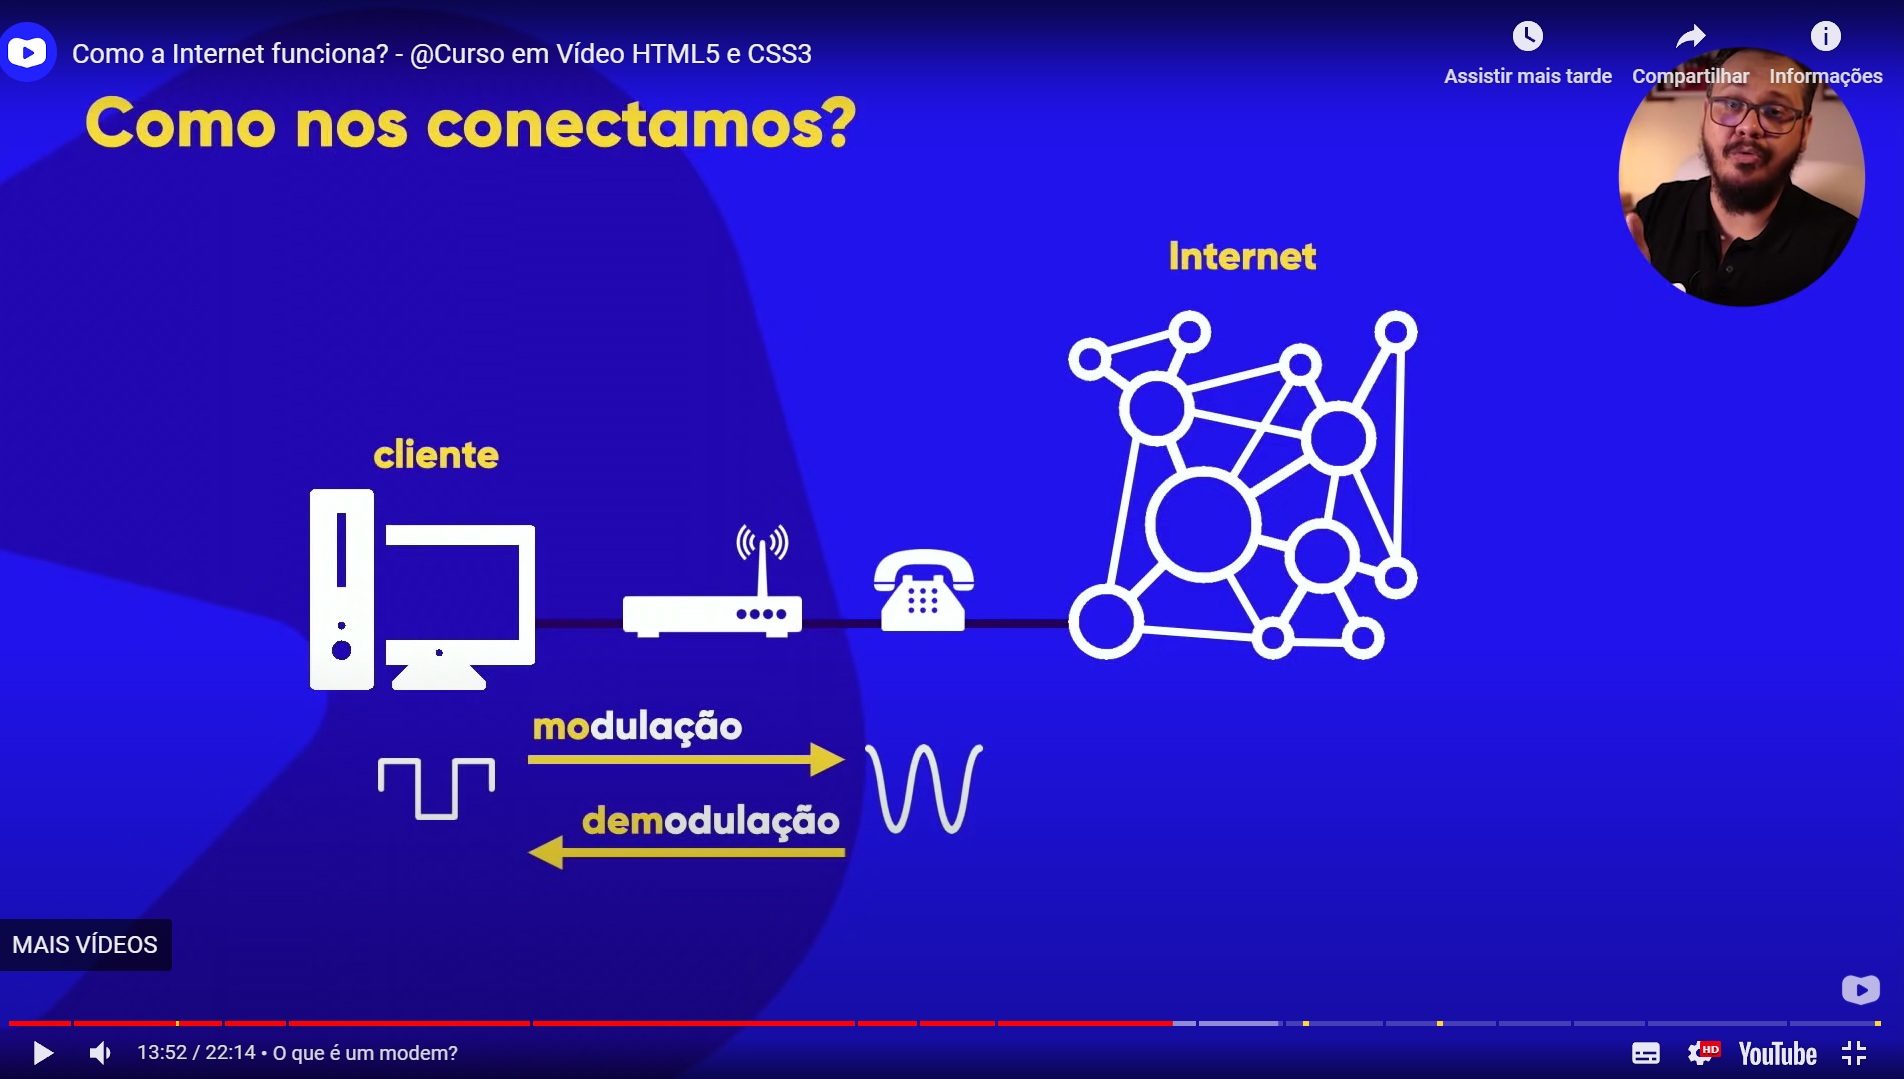 Como a Internet funciona? - @Curso em Vídeo HTML5 e CSS3
Assistir mais tarde
Compartilhar
Informações
Como nos conectamos?
Internet
cliente
modulação
demodulação
MAIS VÍDEOS
13:52 / 22:14 • O que é um modem?
HD
YouTube